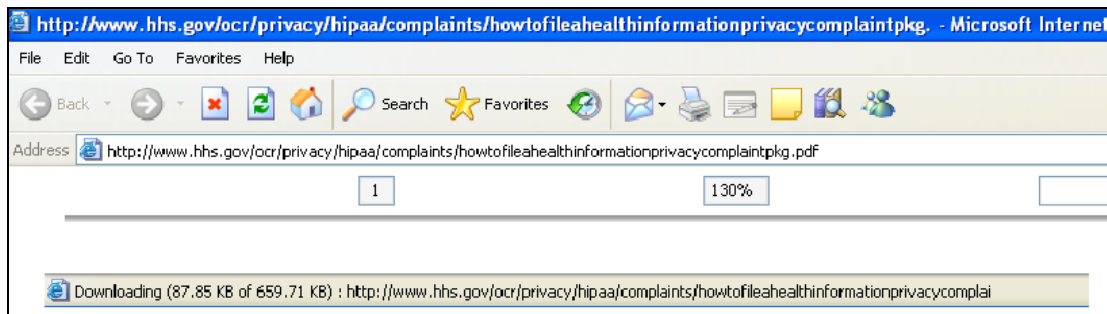 http://www.hhs.gov/ocr/privacy/hipaa/complaints/howtofileahealthinformationprivacycomplaintpkg. - Microsoft Internet
File Edit Go To Favorites Help
Back Search Favorites
Address http://www.hhs.gov/ocr/privacy/hipaa/complaints/howtofileahealthinformationprivacycomplaintpkg.pdf
1 130%
Downloading (87.85 KB of 659.71 KB) : http://www.hhs.gov/ocr/privacy/hipaa/complaints/howtofileahealthinformationprivacycomplai